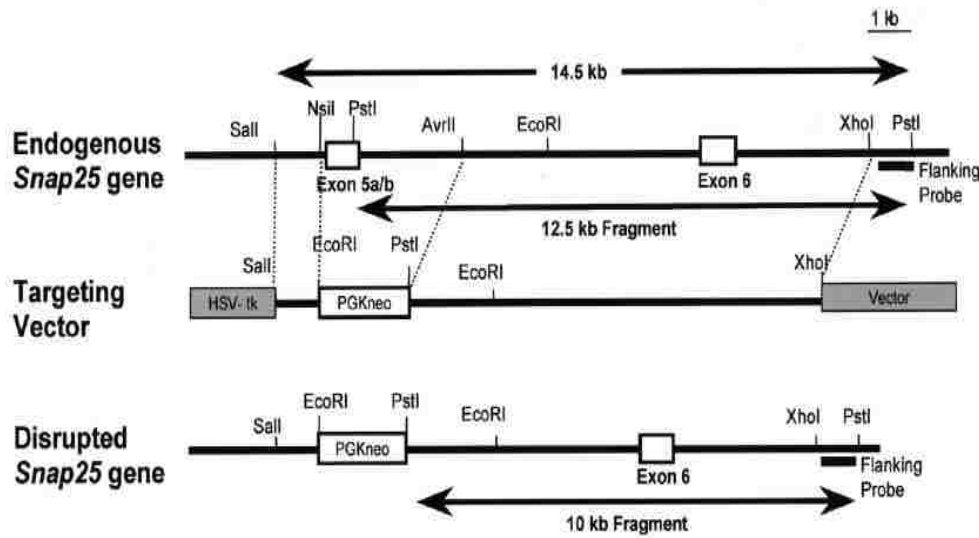 1 kb
14.5 kb
NsiI PstI
SalI AvrII EcoRI XhoI PstI
Endogenous
Snap25 gene
Exon 5a/b Exon 6 Flanking
Probe
12.5 kb Fragment
EcoRI PstI
SalI EcoRI XhoI
Targeting
Vector
HSV- tk PGKneo Vector
EcoRI PstI EcoRI
SalI XhoI PstI
Disrupted
Snap25 gene
PGKneo
Exon 6 Flanking
Probe
10 kb Fragment